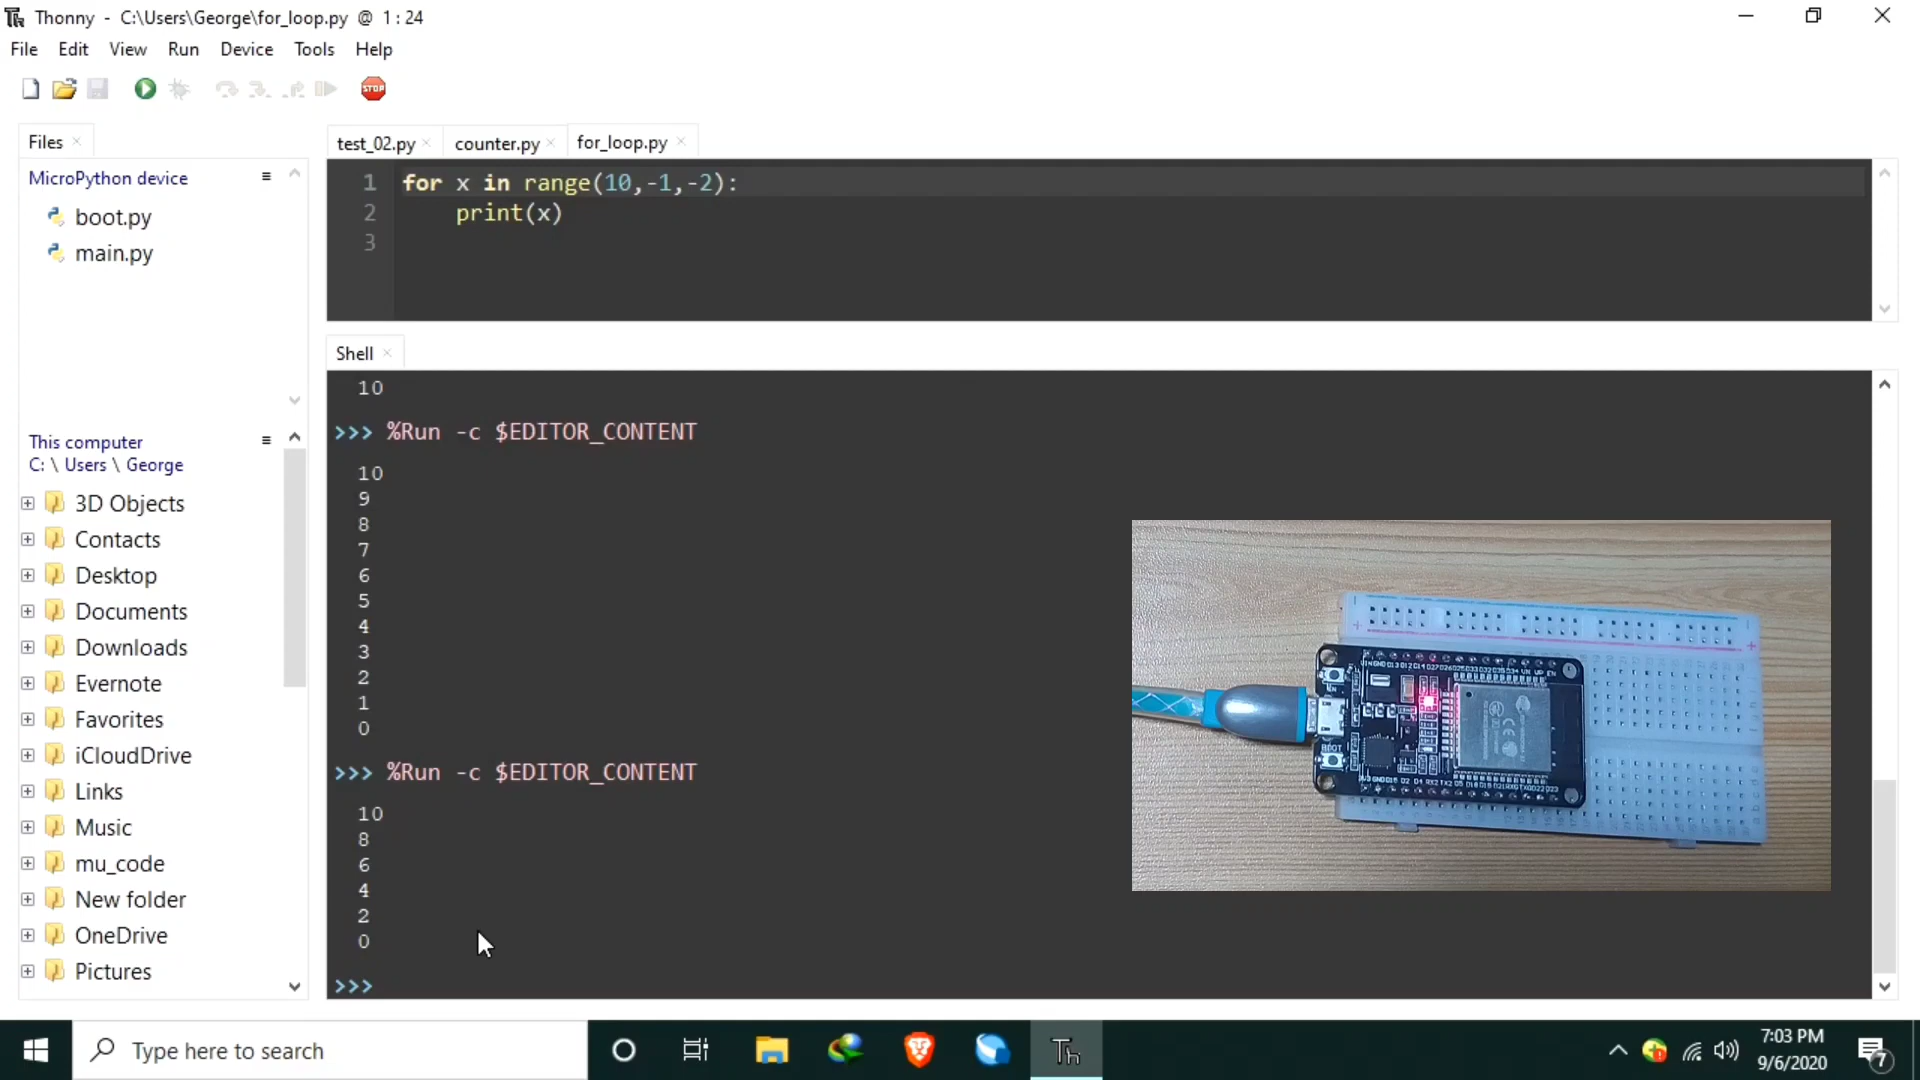 Thonny - C:\Users\George\for_loop.py @ 1 : 24
File Edit View Run Device Tools Help
STOP
Files
MicroPython device
boot.py
main.py
This computer
C: \ Users \ George
3D Objects
Contacts
Desktop
Documents
Downloads
Evernote
Favorites
iCloudDrive
Links
Music
mu_code
New folder
OneDrive
Pictures
test_02.py counter.py for_loop.py
1 for x in range(10,-1,-2):
2 print(x)
3
Shell
10
>>> %Run -c $EDITOR_CONTENT
10
9
8
7
6
5
4
3
2
1
0
>>> %Run -c $EDITOR_CONTENT
10
8
6
4
2
0
>>>
BOOT
Type here to search
Th
7:03 PM
9/6/2020
7